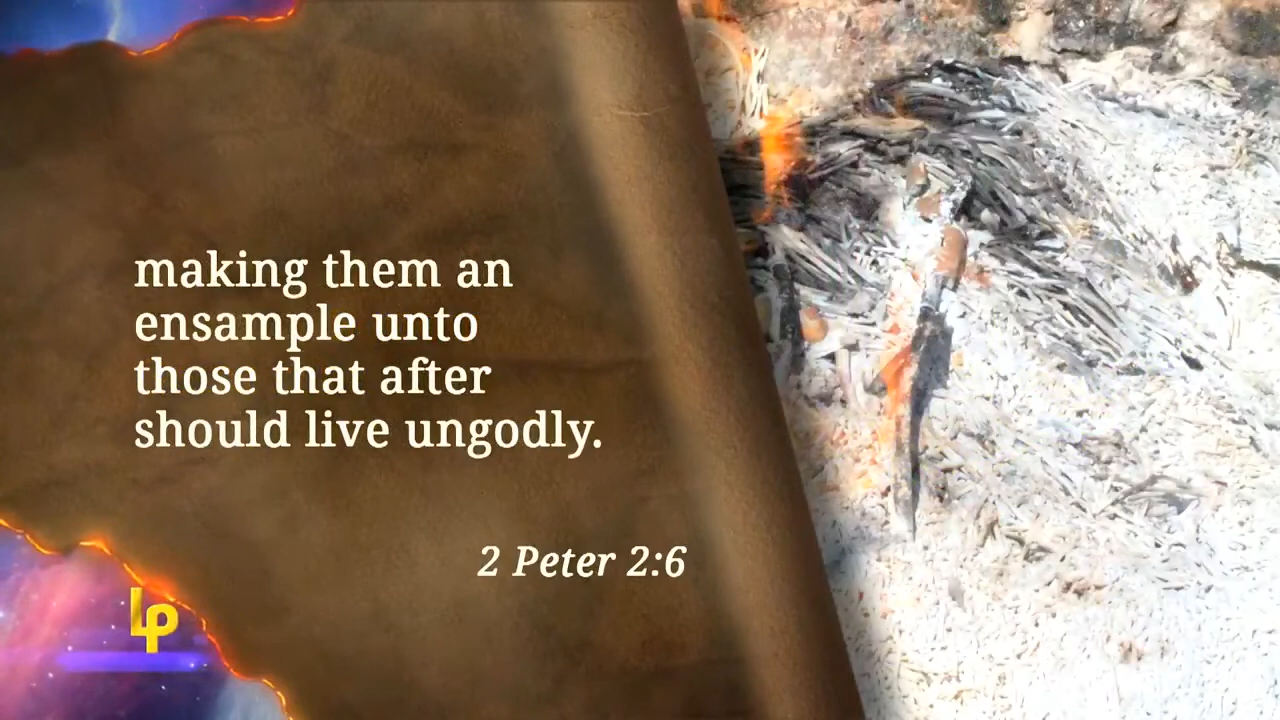 making them an
ensample unto
those that after
should live ungodly.
2 Peter 2:6
LP